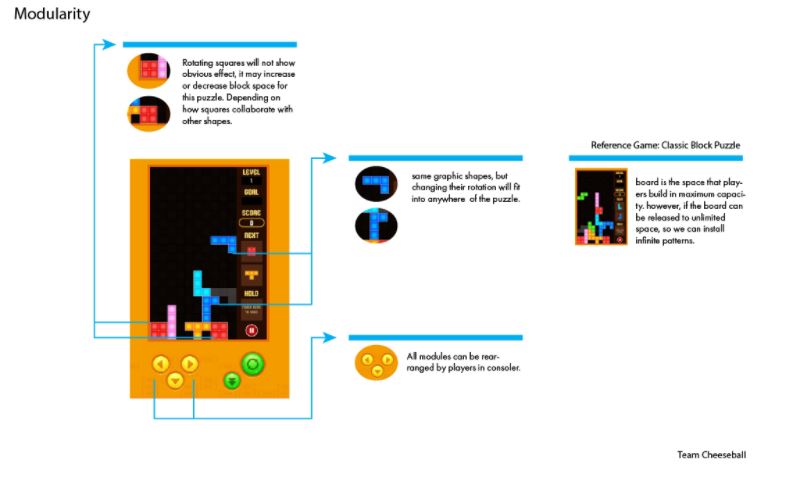 Modularity
Rotating squares will not show
obvious effect, it may increase
or decrease block space for
this puzzle. Depending on
how squares collaborate with
other shapes.
Reference Game: Classic Block Puzzle
same graphic shapes, but
changing their rotation will fit
into anywhere of the puzzle.
board is the space that play-
ers build in maximum capaci-
ty. however, if the board can
be released to unlimited
space, so we can install
infinite patterns.
LEVEL
1
GOAL
SCORE
0
NEXT
HOLD
All modules can be rear-
ranged by players in consoler.
Team Cheeseball